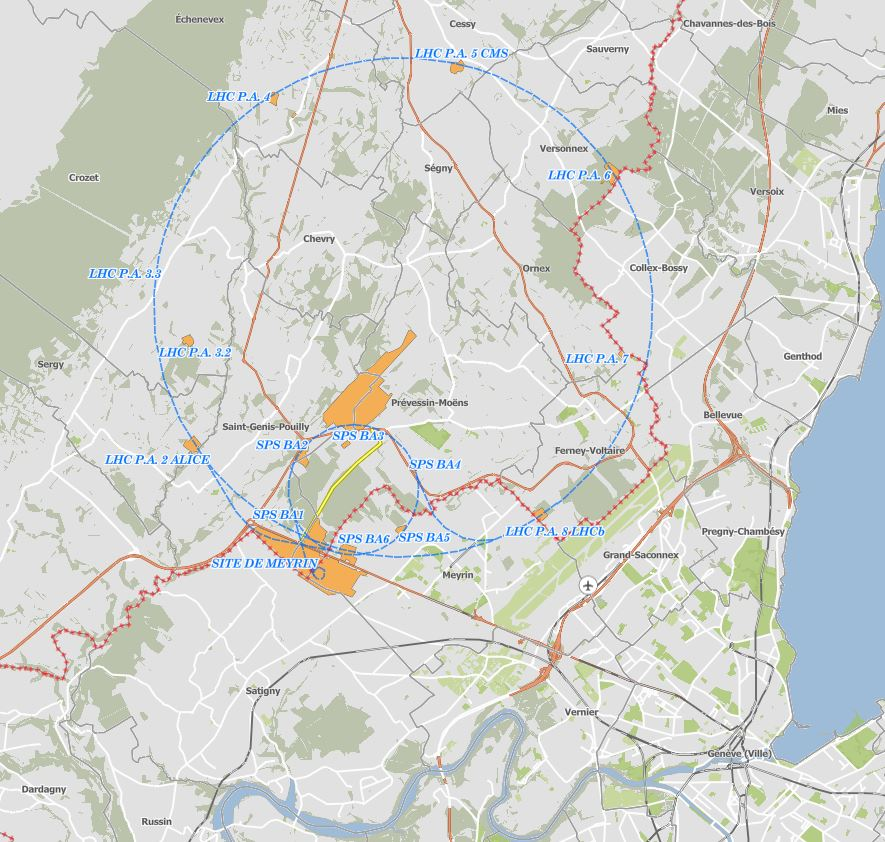 Échenevex
Cessy
Chavannes-des-Bois
Sauverny
LHC P.A. 5 CMS
LHC P.A. 4
Mies
Versonnex
Ségny
LHC P.A. 6
Crozet
Versoix
Chevry
Ornex
Collex-Bossy
LHC P.A. 3.3
LHC P.A. 3.2
LHC P.A. 7
Genthod
Sergy
Prévessin-Moëns
Bellevue
Saint-Genis-Pouilly
SPS BA3
SPS BA2
Ferney-Voltaire
LHC P.A. 2 ALICE
SPS BA4
SPS BA1
LHC P.A. 8 LHCb
Pregny-Chambésy
SPS BA6
SPS BA5
Grand-Saconnex
SITE DE MEYRIN
Meyrin
Satigny
Vernier
Genève (Ville)
Dardagny
Russin